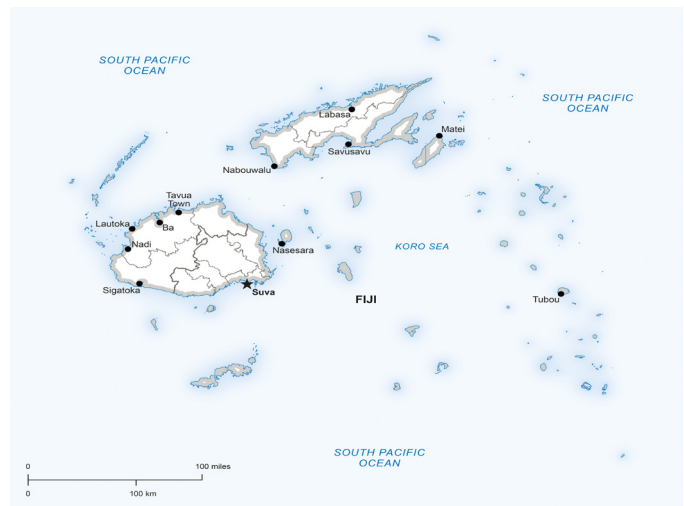 SOUTH PACIFIC
OCEAN
SOUTH PACIFIC
OCEAN
Labasa
Matei
Savusavu
Nabouwalu
Tavua
Town
Lautoka
Ba
Nadi
Nasesara
KORO SEA
Sigatoka
Suva
FIJI
Tubou
SOUTH PACIFIC
OCEAN
0
100 miles
0
100 km